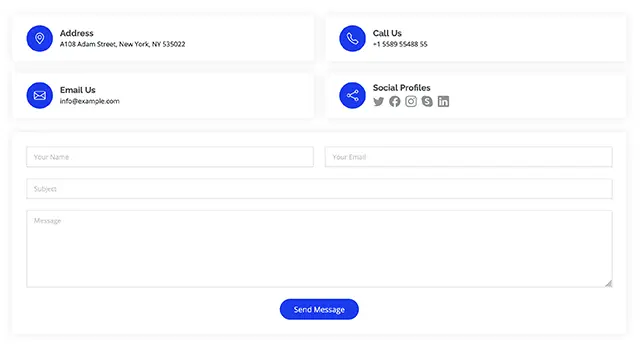 Address
A108 Adam Street, New York, NY 535022
Call Us
+1 5589 55488 55
Email Us
info@example.com
Social Profiles
Your Name
Your Email
Subject
Message
Send Message